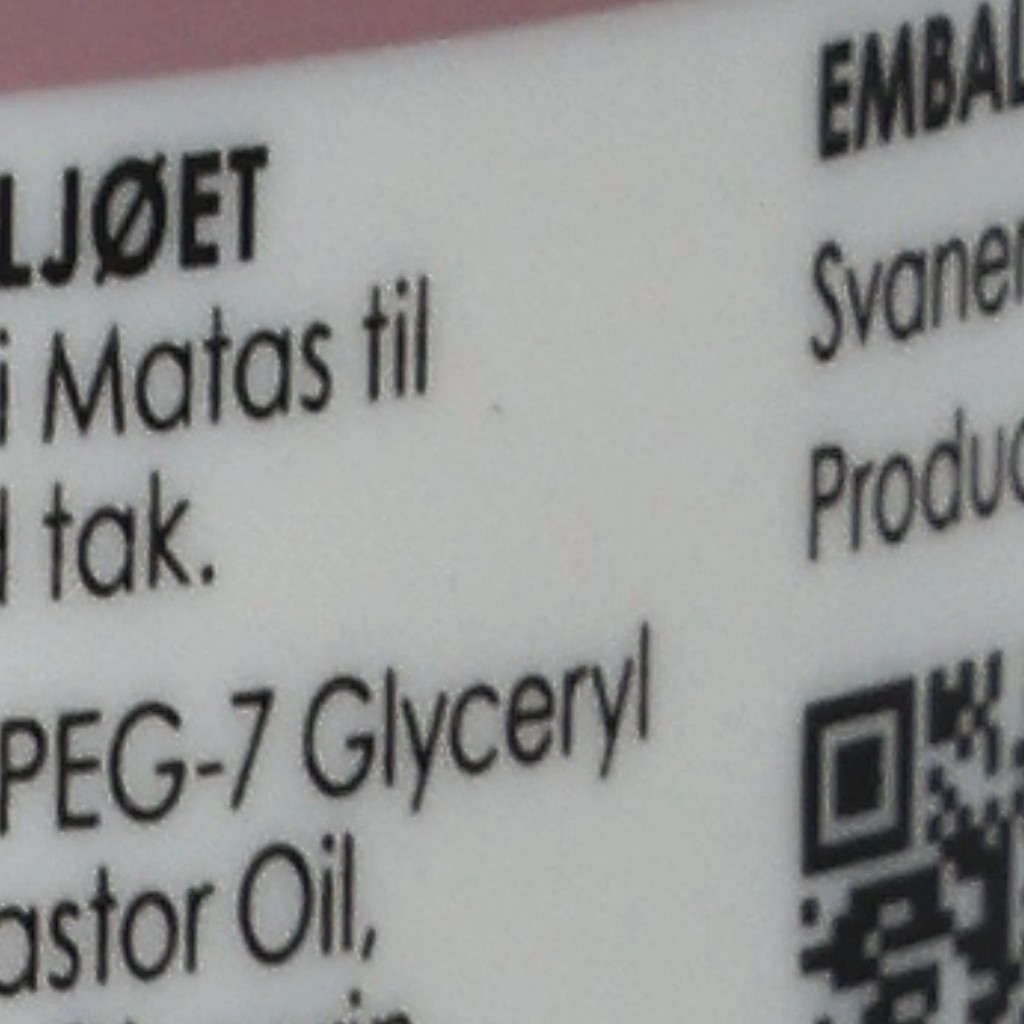 LJØET
i Matas til
l tak.
PEG-7 Glyceryl
astor Oil,
EMBAL
Svaner
Produc